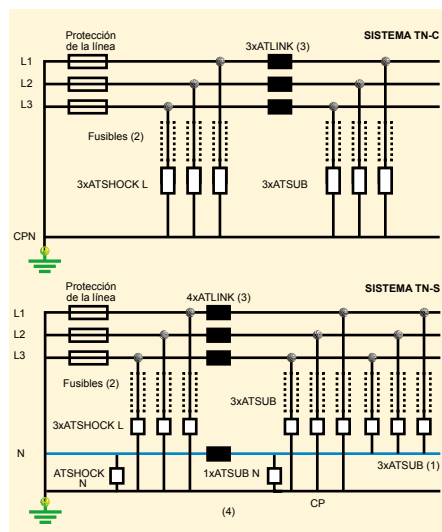 Protección
de la línea
3xATLINK (3)
SISTEMA TN-C
L1
L2
L3
Fusibles (2)
3xATSHOCK L
3xATSUB
CPN
Protección
de la línea
4xATLINK (3)
SISTEMA TN-S
L1
L2
L3
Fusibles (2)
3xATSUB
3xATSHOCK L
N
ATSHOCK
N
1xATSUB N
3xATSUB (1)
CP
(4)